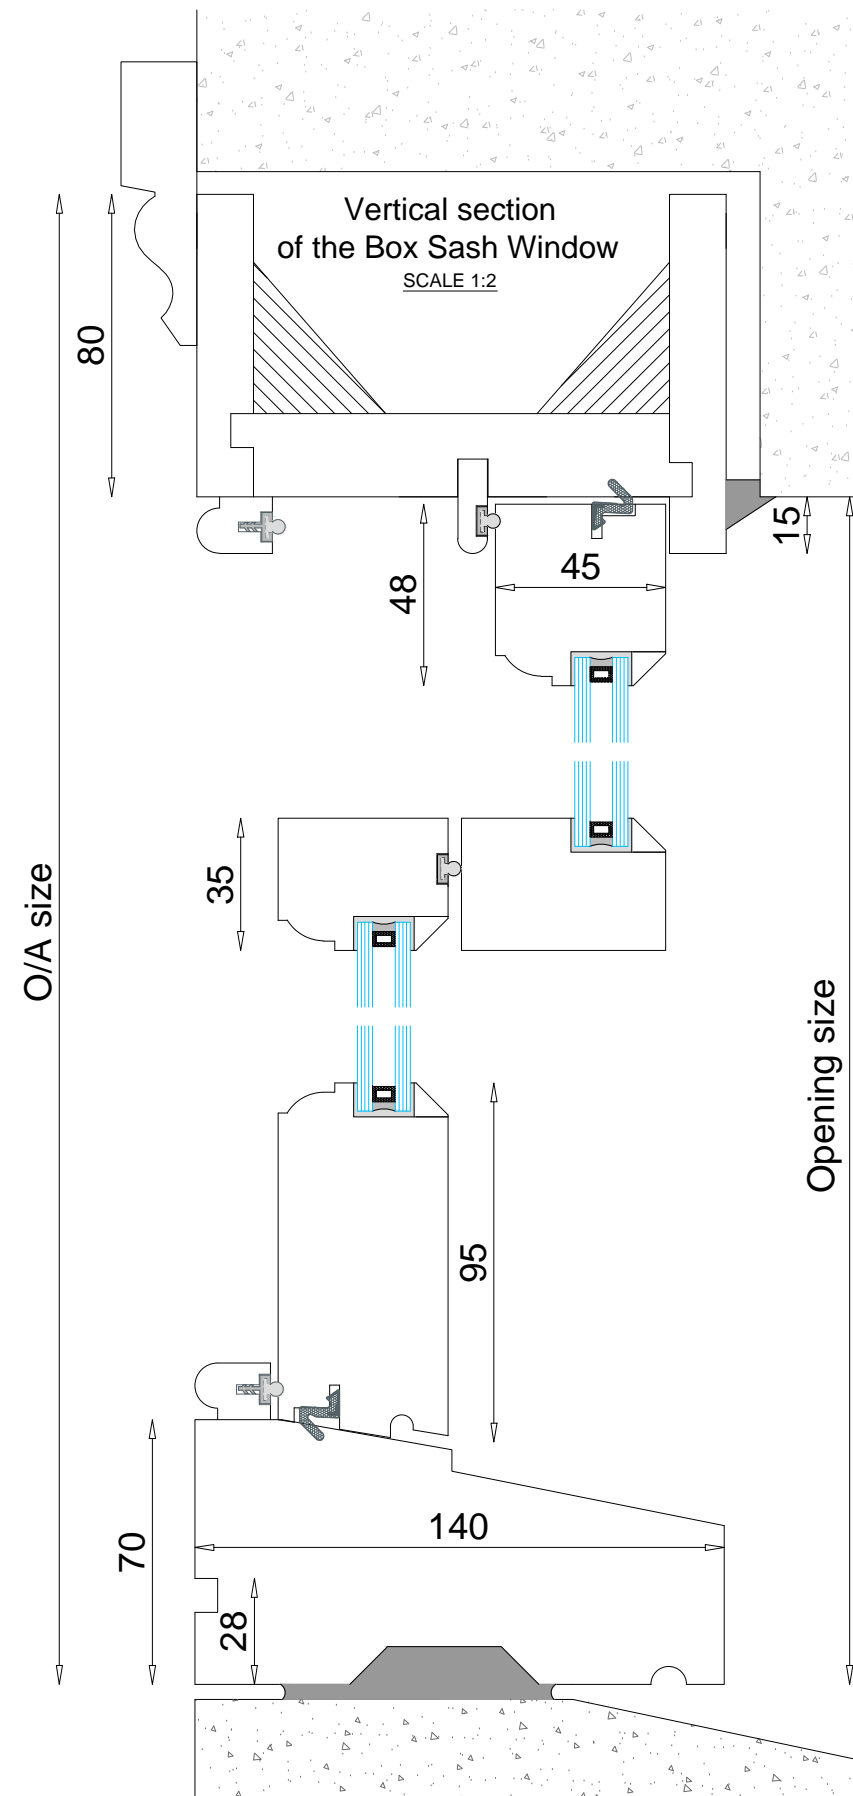 Vertical section
of the Box Sash Window
SCALE 1:2
80
15
45
48
35
O/A size
Opening size
95
70
140
28